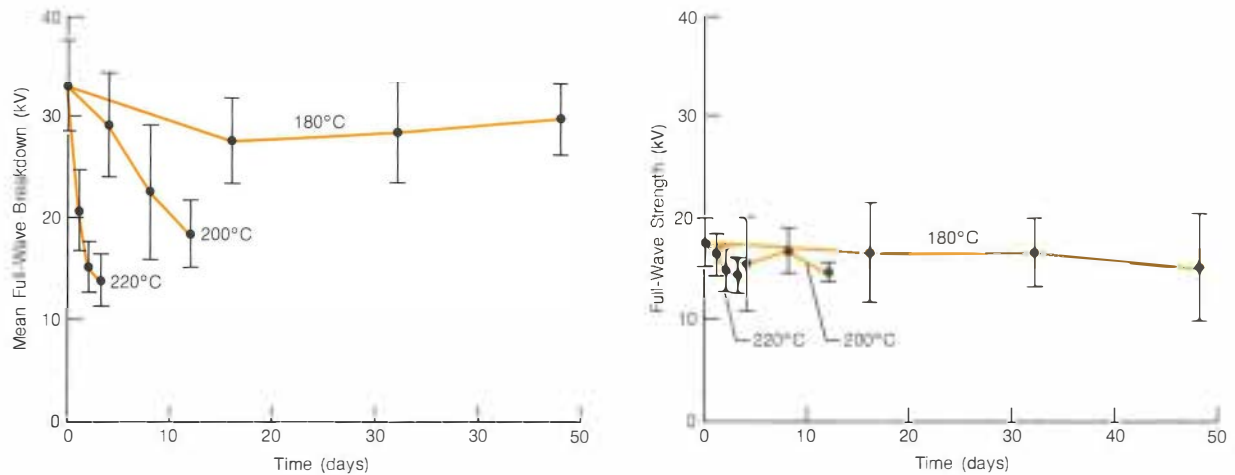 40
30
20
10
0
Mean Full-Wave Breakdown (kV)
180°C
200°C
220°C
0 10 20 30 30 50
Time (days)
40
30
20
10
0
Full-Wave Strength (kV)
180°C
220°C
200°C
0 10 20 30 40 50
Time (days)